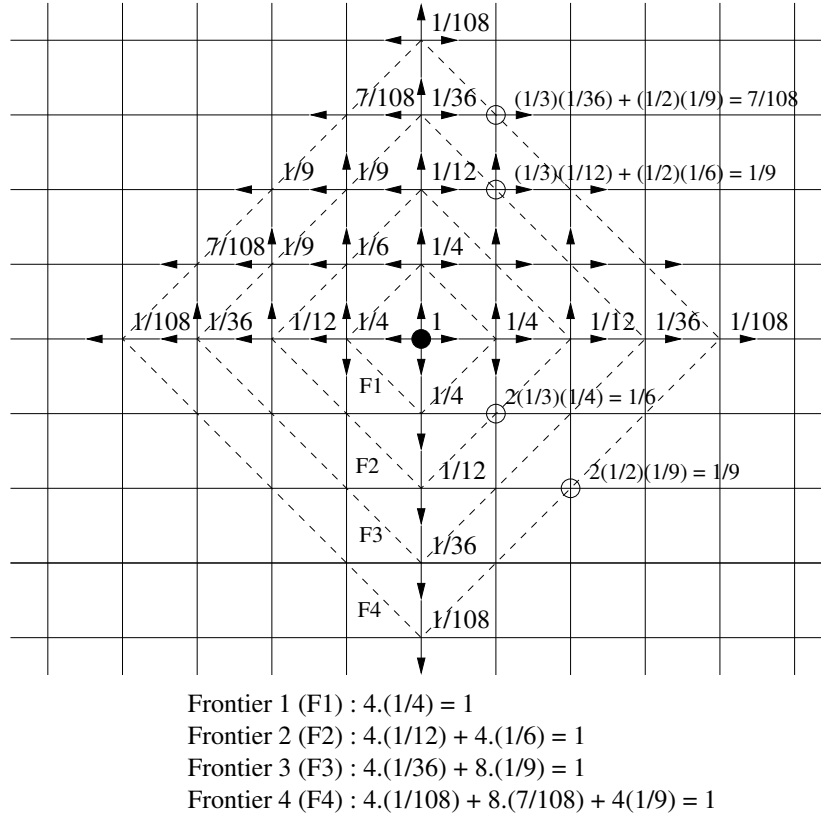 1/108
7/108 1/36 (1/3)(1/36) + (1/2)(1/9) = 7/108
1/9 1/9 1/12 (1/3)(1/12) + (1/2)(1/6) = 1/9
7/108 1/9 1/6 1/4
1/108 1/36 1/12 1/4 1 1/4 1/12 1/36 1/108
F1 1/4 2(1/3)(1/4) = 1/6
F2 1/12 2(1/2)(1/9) = 1/9
F3 1/36
F4 1/108
Frontier 1 (F1) : 4.(1/4) = 1
Frontier 2 (F2) : 4.(1/12) + 4.(1/6) = 1
Frontier 3 (F3) : 4.(1/36) + 8.(1/9) = 1
Frontier 4 (F4) : 4.(1/108) + 8.(7/108) + 4(1/9) = 1